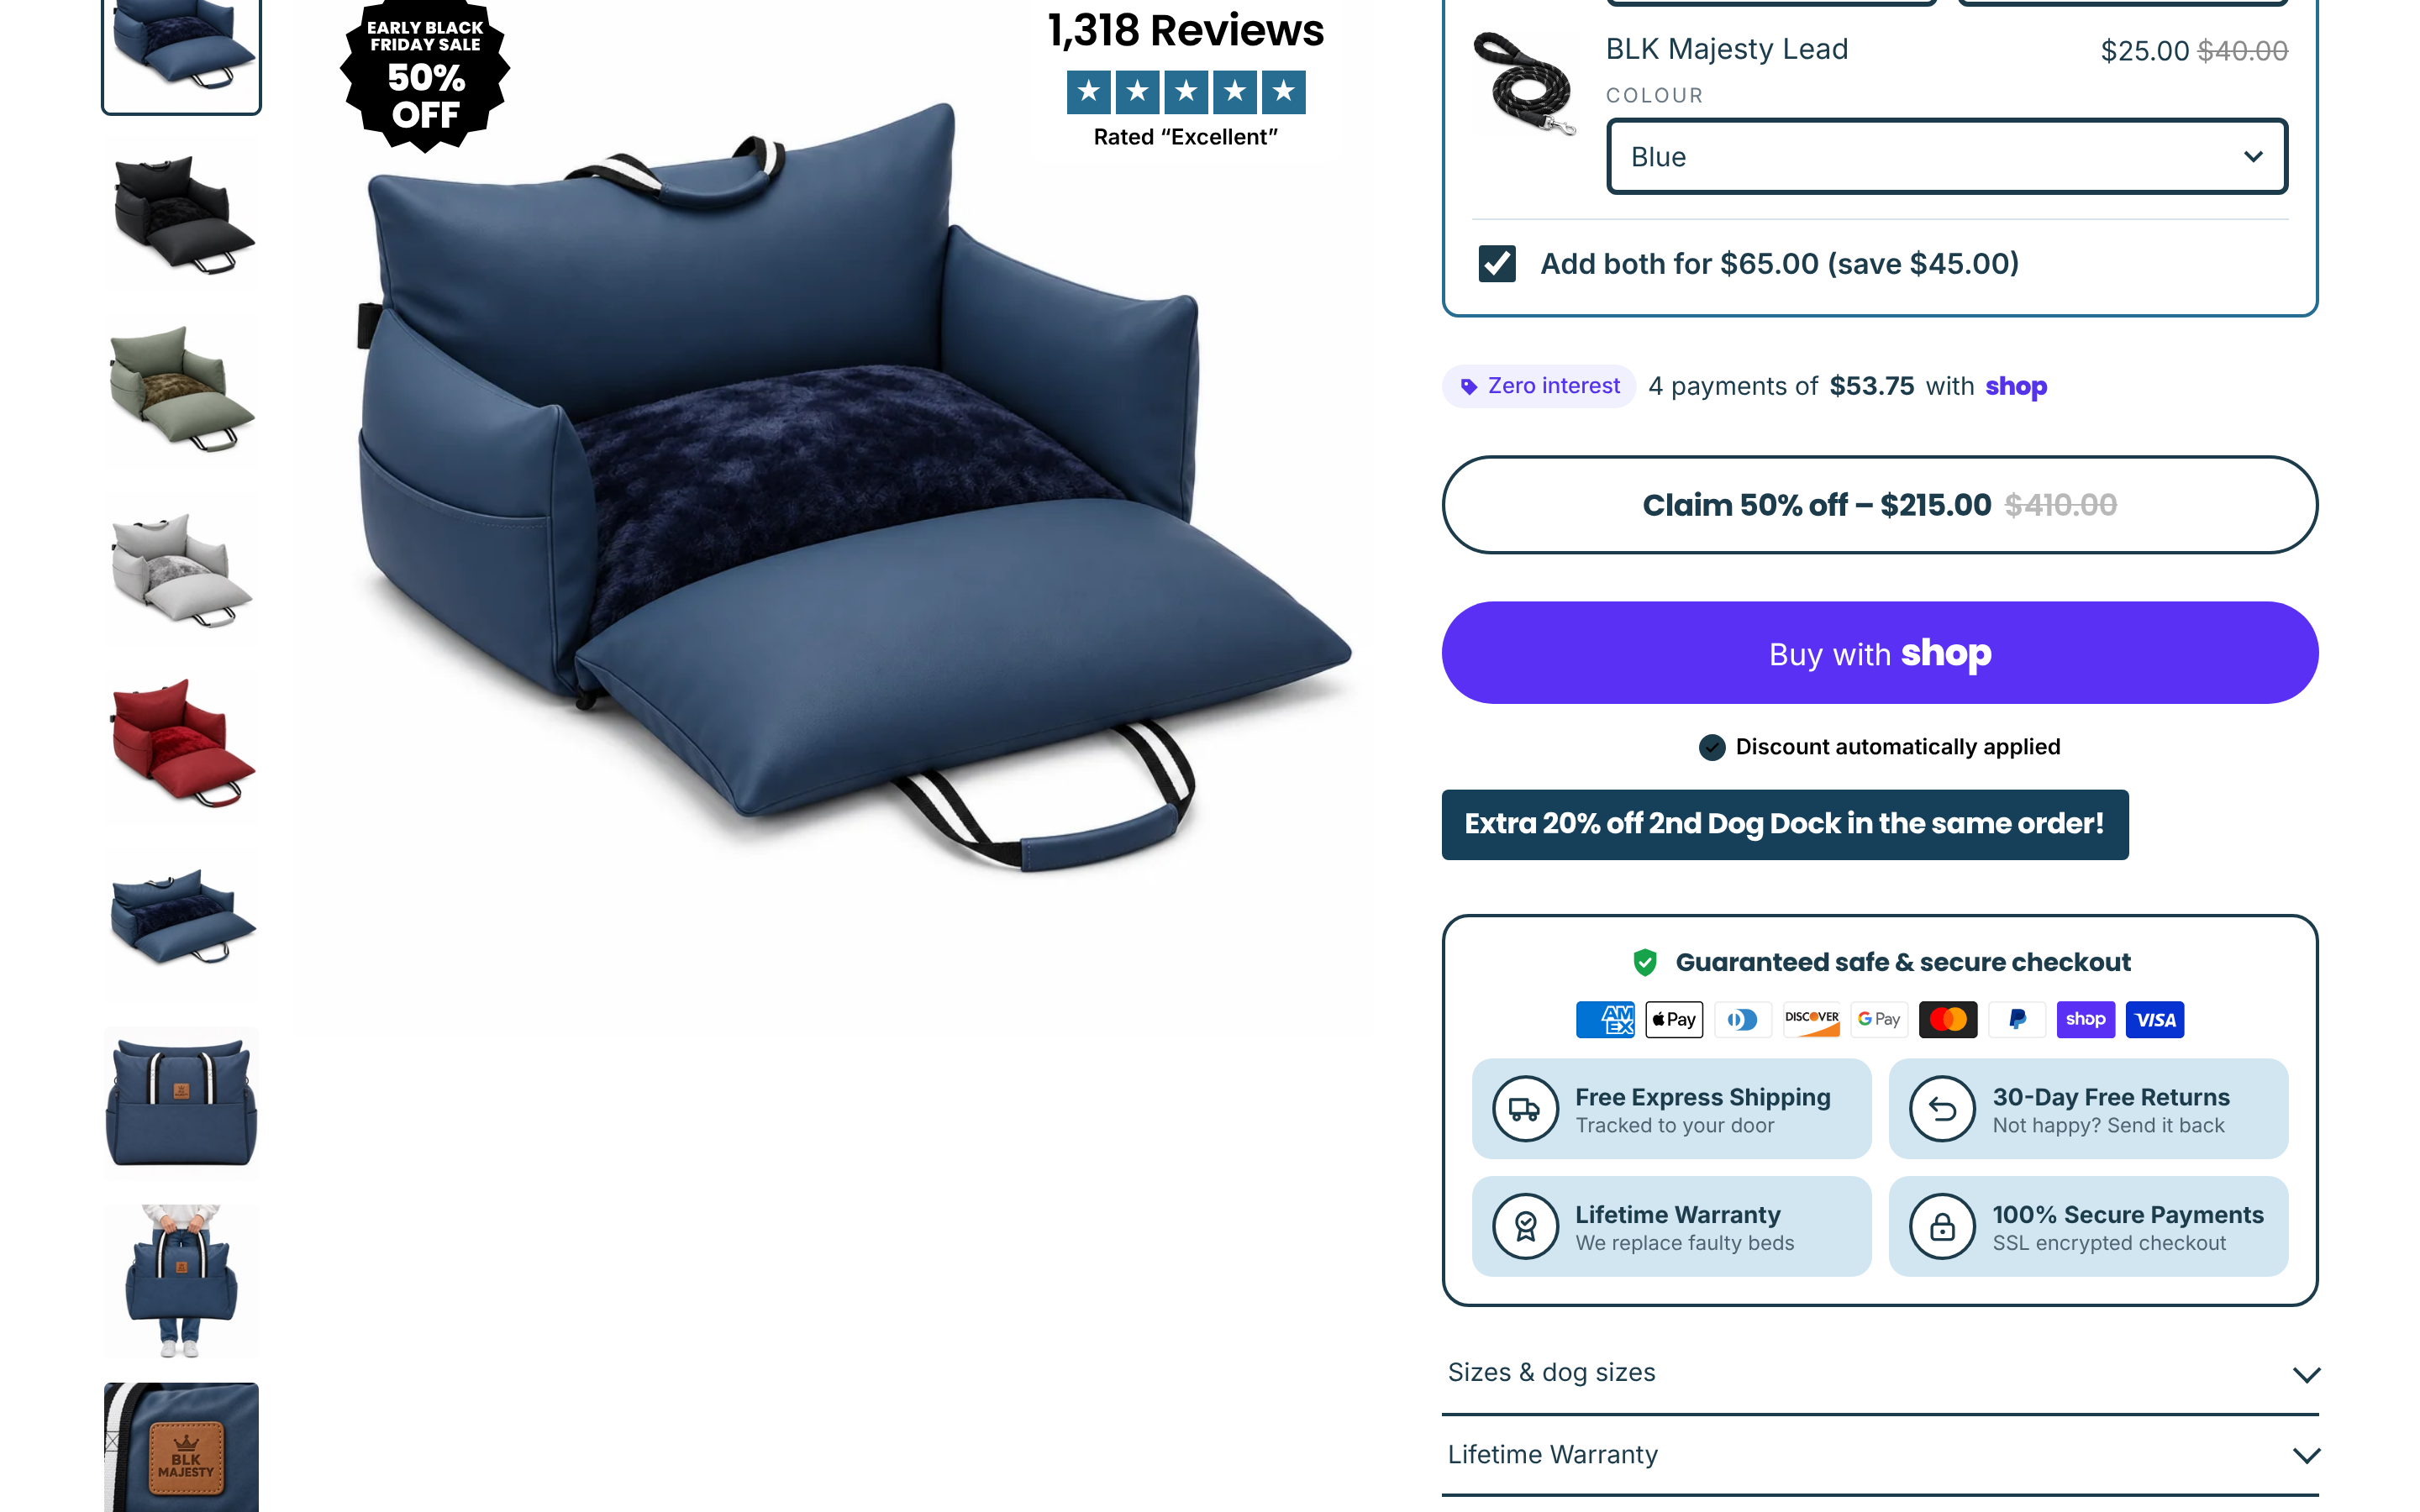 EARLY BLACK
FRIDAY SALE
50%
OFF
1,318 Reviews
Rated “Excellent”
BLK
MAJESTY
BLK Majesty Lead
$25.00 $40.00
COLOUR
Blue
Add both for $65.00 (save $45.00)
Zero interest 4 payments of $53.75 with shop
Claim 50% off – $215.00 $410.00
Buy with shop
Discount automatically applied
Extra 20% off 2nd Dog Dock in the same order!
Guaranteed safe & secure checkout
AM
EX
Pay
DISCOVER
G Pay
shop
VISA
Free Express Shipping
Tracked to your door
30-Day Free Returns
Not happy? Send it back
Lifetime Warranty
We replace faulty beds
100% Secure Payments
SSL encrypted checkout
Sizes & dog sizes
Lifetime Warranty